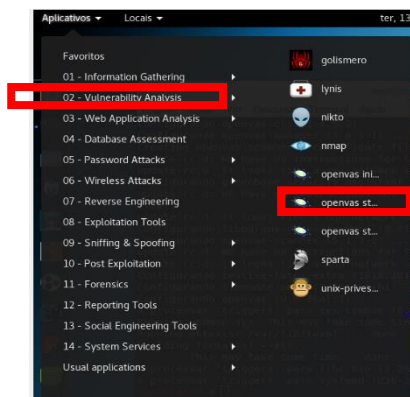 Aplicativos Locais ter, 13
Favoritos
01 - Information Gathering
02 - Vulnerability Analysis
03 - Web Application Analysis
04 - Database Assessment
05 - Password Attacks
06 - Wireless Attacks
07 - Reverse Engineering
08 - Exploitation Tools
09 - Sniffing & Spoofing
10 - Post Exploitation
11 - Forensics
12 - Reporting Tools
13 - Social Engineering Tools
14 - System Services
Usual applications
golismero
lynis
nikto
nmap
openvas ini...
openvas st...
openvas st...
sparta
unix-prives...